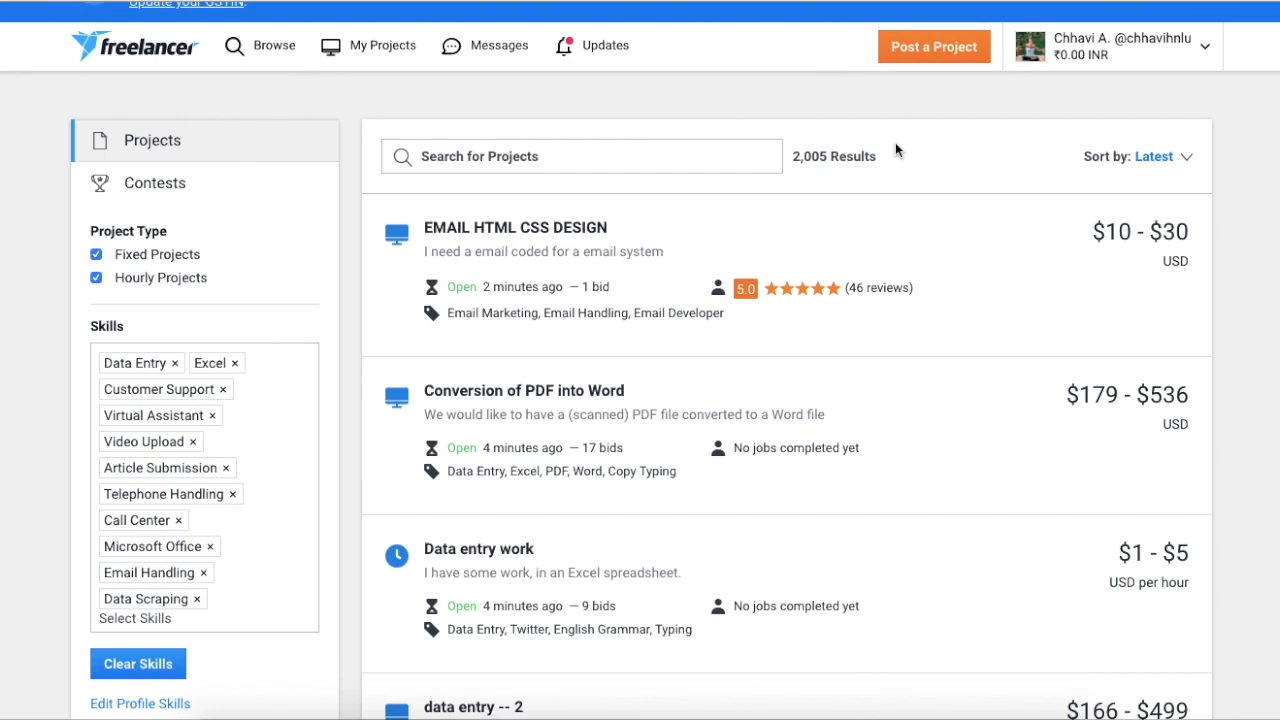 Update your GSTIN.
freelancer
Browse
My Projects
Messages
Updates
Post a Project
Chhavi A. @chhavihnlu
₹0.00 INR
Projects
Contests
Project Type
Fixed Projects
Hourly Projects
Skills
Data Entry ×
Excel ×
Customer Support ×
Virtual Assistant ×
Video Upload ×
Article Submission ×
Telephone Handling ×
Call Center ×
Microsoft Office ×
Email Handling ×
Data Scraping ×
Select Skills
Clear Skills
Edit Profile Skills
Search for Projects
2,005 Results
Sort by: Latest
EMAIL HTML CSS DESIGN
$10 - $30
I need a email coded for a email system
USD
Open 2 minutes ago — 1 bid
5.0 (46 reviews)
Email Marketing, Email Handling, Email Developer
Conversion of PDF into Word
$179 - $536
We would like to have a (scanned) PDF file converted to a Word file
USD
Open 4 minutes ago — 17 bids
No jobs completed yet
Data Entry, Excel, PDF, Word, Copy Typing
Data entry work
$1 - $5
I have some work, in an Excel spreadsheet.
USD per hour
Open 4 minutes ago — 9 bids
No jobs completed yet
Data Entry, Twitter, English Grammar, Typing
data entry -- 2
$166 - $499